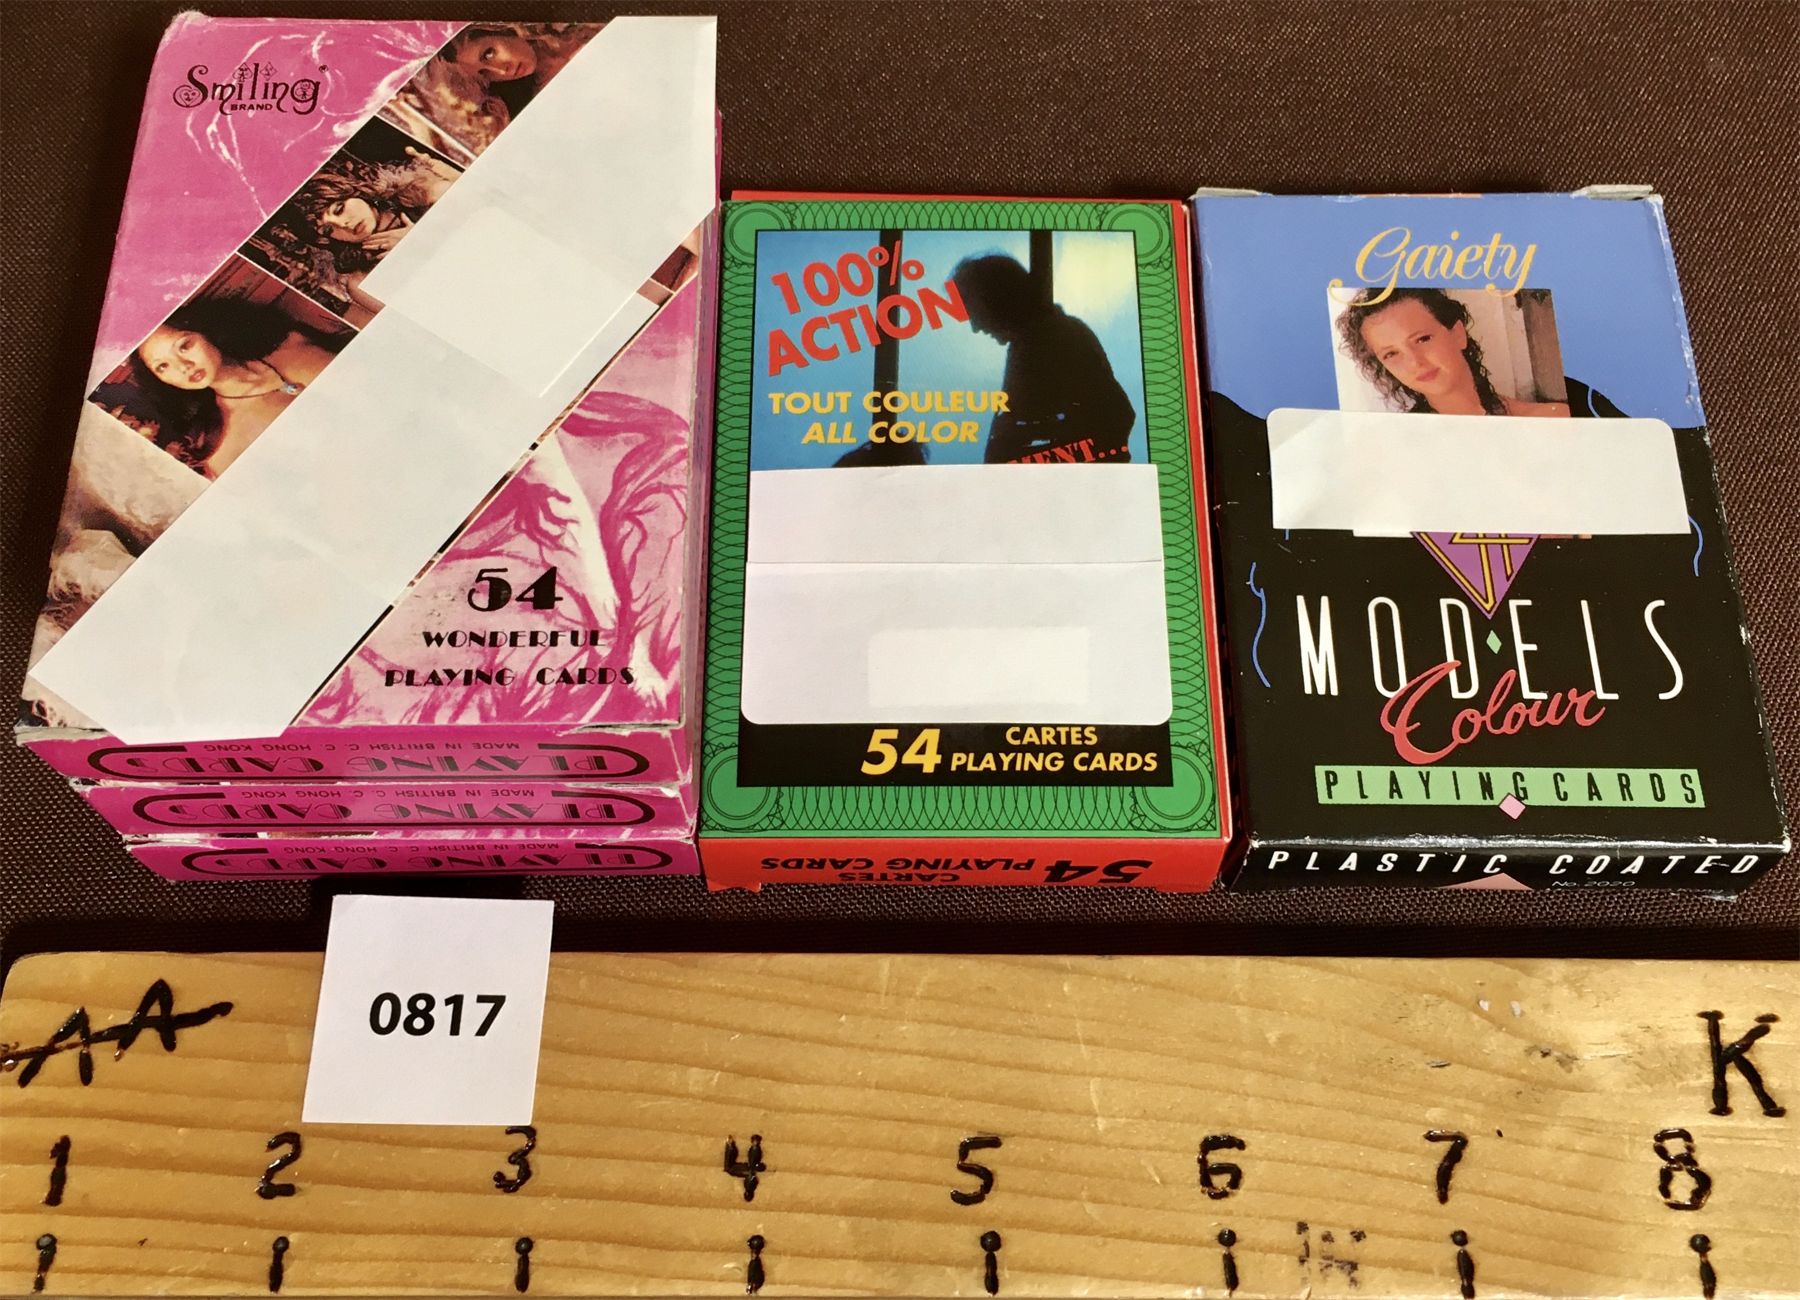 Smiling
BRAND
54
WONDERFUL
PLAYING CARDS
MADE IN BRITISH C. C. HONG KONG
PLAYING CARDS
MADE IN BRITISH C. C. HONG KONG
PLAYING CARDS
MADE IN BRITISH C. C. HONG KONG
PLAYING CARDS
100%
ACTION
TOUT COULEUR
ALL COLOR
54 CARTES
PLAYING CARDS
54 CARTES
PLAYING CARDS
Gaiety
54
MODELS
Colour
PLAYING CARDS
PLASTIC COATED
No. 2020
0817
AA
K
1 2 3 4 5 6 7 8